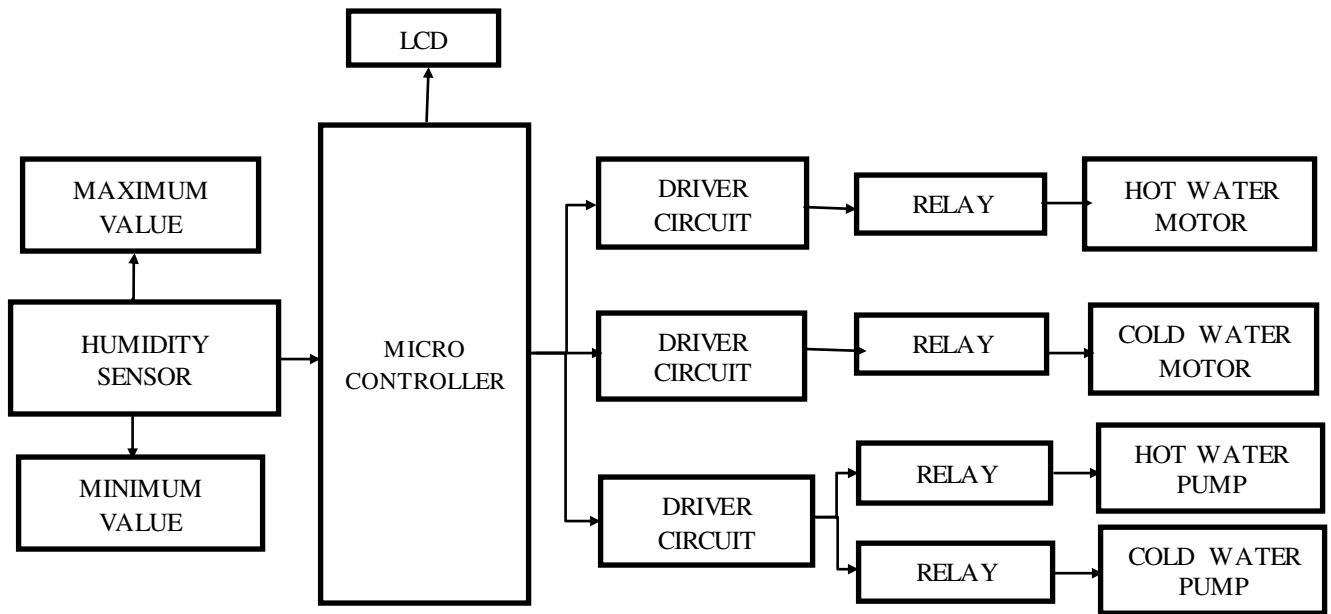 LCD
MAXIMUM
VALUE
HUMIDITY
SENSOR
MINIMUM
VALUE
MICRO
CONTROLLER
DRIVER
CIRCUIT
RELAY
HOT WATER
MOTOR
DRIVER
CIRCUIT
RELAY
COLD WATER
MOTOR
DRIVER
CIRCUIT
RELAY
HOT WATER
PUMP
RELAY
COLD WATER
PUMP